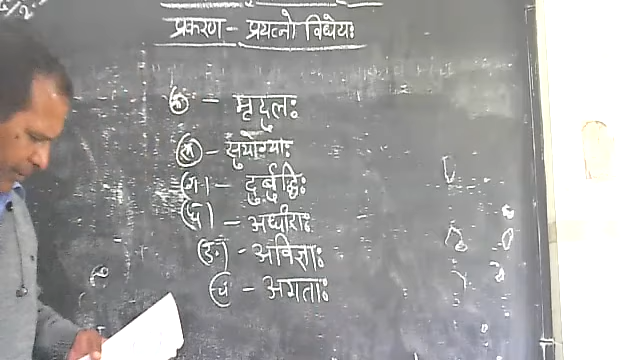 प्रकरण - प्रयत्नो विधेयः
(क) - मृदुलः
(ख) - सुयोग्याः
(ग) - दुर्बुद्धिः
(घ) - अधीराः
(ङ) - अविज्ञाः
(च) - अगताः